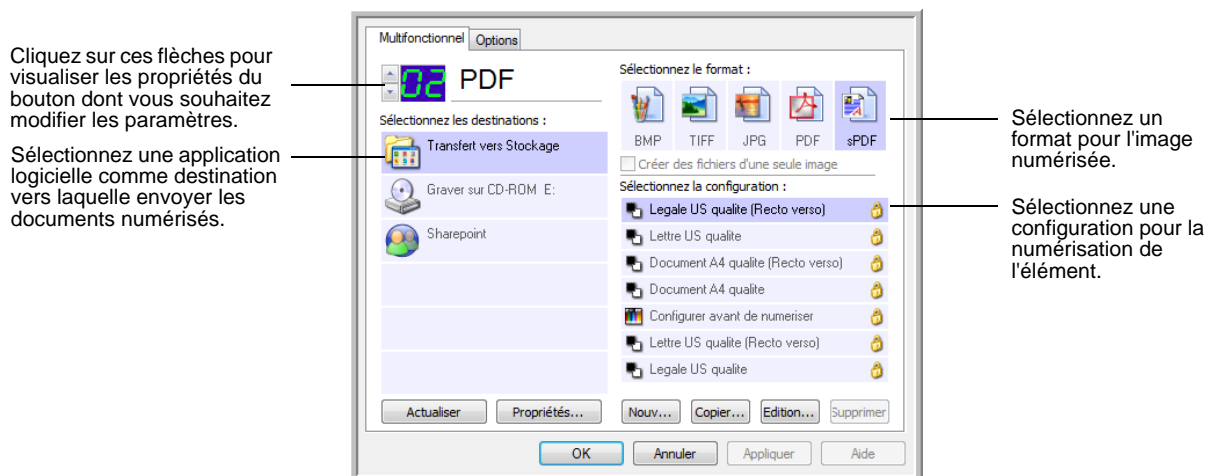 Cliquez sur ces flèches pour
visualiser les propriétés du
bouton dont vous souhaitez
modifier les paramètres.
Sélectionnez une application
logicielle comme destination
vers laquelle envoyer les
documents numérisés.
Multifonctionnel Options
02 PDF
Sélectionnez les destinations :
Transfert vers Stockage
Graver sur CD-ROM E:
Sharepoint
Actualiser Propriétés...
Sélectionnez le format :
BMP TIFF JPG PDF sPDF
Créer des fichiers d'une seule image
Sélectionnez la configuration :
Legale US qualite (Recto verso)
Lettre US qualite
Document A4 qualite (Recto verso)
Document A4 qualite
Configurer avant de numeriser
Lettre US qualite (Recto verso)
Legale US qualite
Nouv... Copier... Edition... Supprimer
OK Annuler Appliquer Aide
Sélectionnez un
format pour l'image
numérisée.
Sélectionnez une
configuration pour la
numérisation de
l'élément.